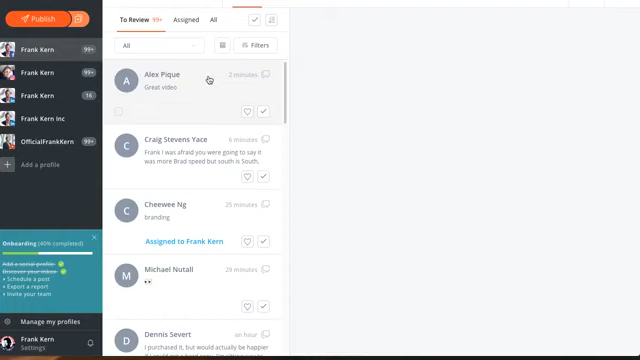 Publish
Frank Kern 99+
Frank Kern 99+
Frank Kern 16
Frank Kern Inc
OfficialFrankKern 99+
+ Add a profile
Onboarding (40% completed)
Add a social profile
Discover your inbox
Schedule a post
Export a report
Invite your team
Manage my profiles
Frank Kern
Settings
To Review 99+ Assigned All
All
Filters
A Alex Pique 2 minutes
Great video
C Craig Stevens Yace 6 minutes
Frank I was afraid you were going to say it
was more Brad speed but south is South,
C Cheewee Ng 25 minutes
branding
Assigned to Frank Kern
M Michael Nutall 29 minutes
👀
D Dennis Severt an hour
I purchased it, but would actually be happier